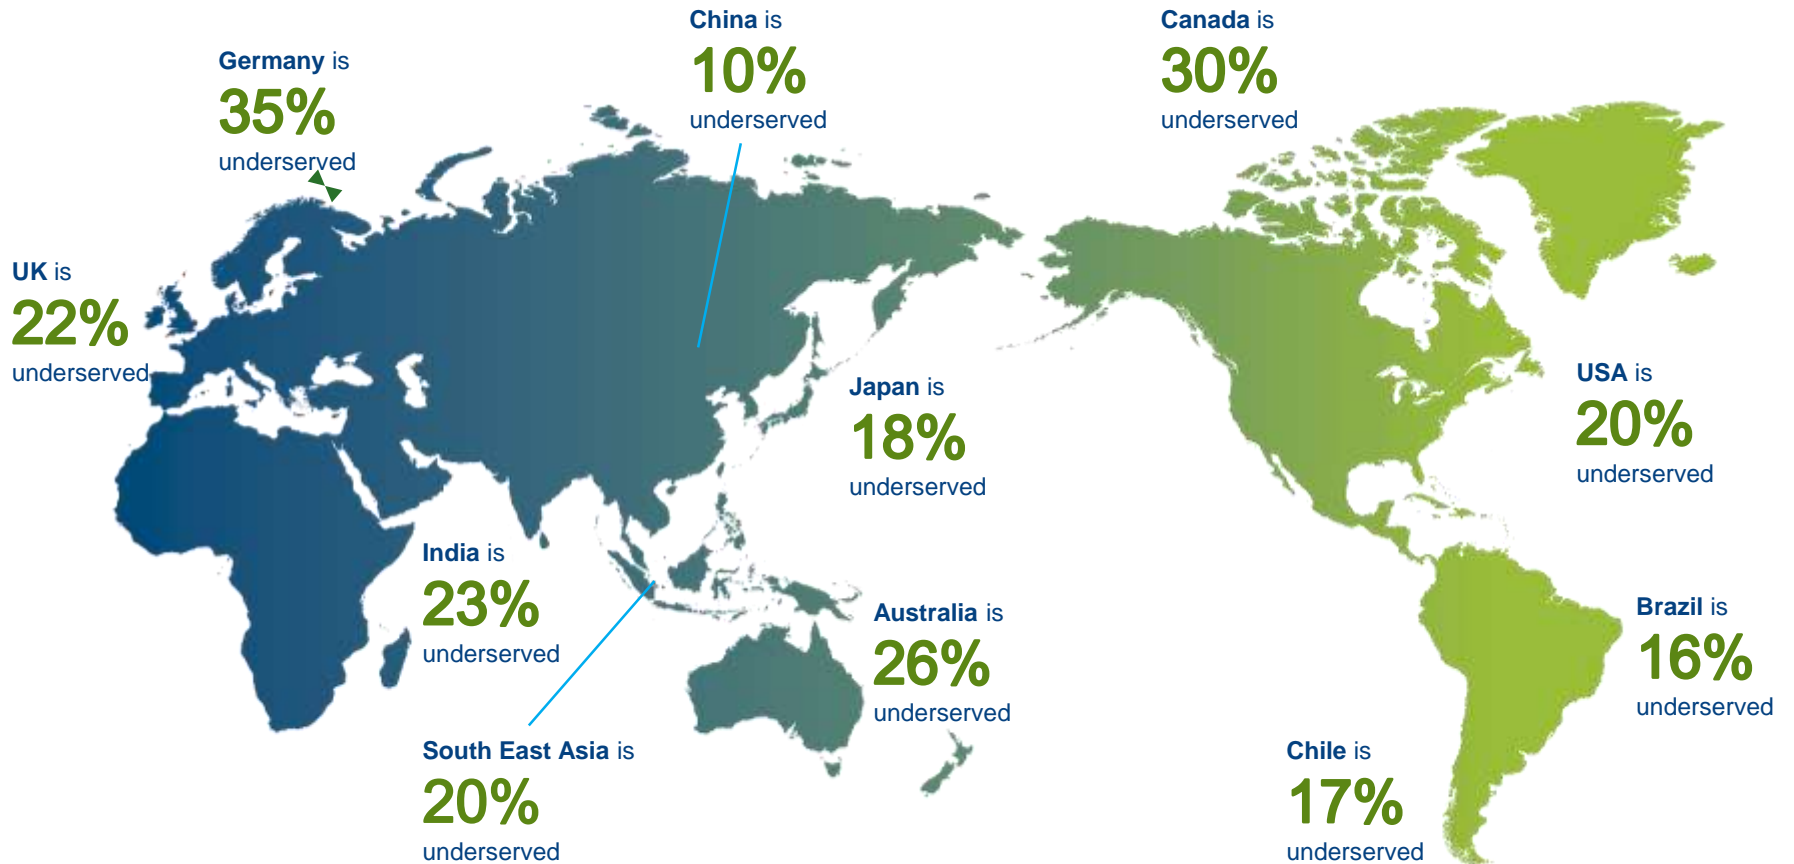 China is
10%
underserved
Canada is
30%
underserved
Germany is
35%
underserved
UK is
22%
underserved
Japan is
18%
underserved
USA is
20%
underserved
India is
23%
underserved
Australia is
26%
underserved
Brazil is
16%
underserved
South East Asia is
20%
underserved
Chile is
17%
underserved